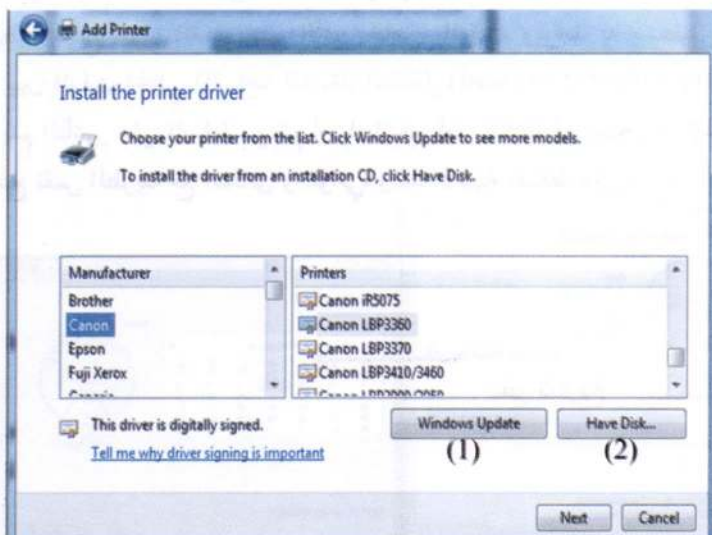 Add Printer
Install the printer driver
Choose your printer from the list. Click Windows Update to see more models.
To install the driver from an installation CD, click Have Disk.
Manufacturer
Brother
Canon
Epson
Fuji Xerox
Printers
Canon iR5075
Canon LBP3360
Canon LBP3370
Canon LBP3410/3460
This driver is digitally signed.
Tell me why driver signing is important
Windows Update
Have Disk...
(1)
(2)
Next
Cancel